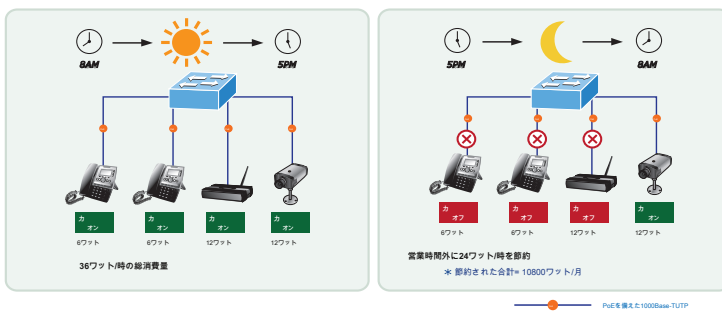 8AM
5PM
カ
オン
カ
オン
カ
オン
カ
オン
6ワット
6ワット
12ワット
12ワット
36ワッ ト/時の総消費量
5PM
8AM
カ
オフ
カ
オフ
カ
オフ
カ
オン
6ワット
6ワット
12ワット
12ワット
営業時間外に24ワット/時を節約
* 節約された合計= 10800ワット/月
PoEを備えた1000Base-TUTP